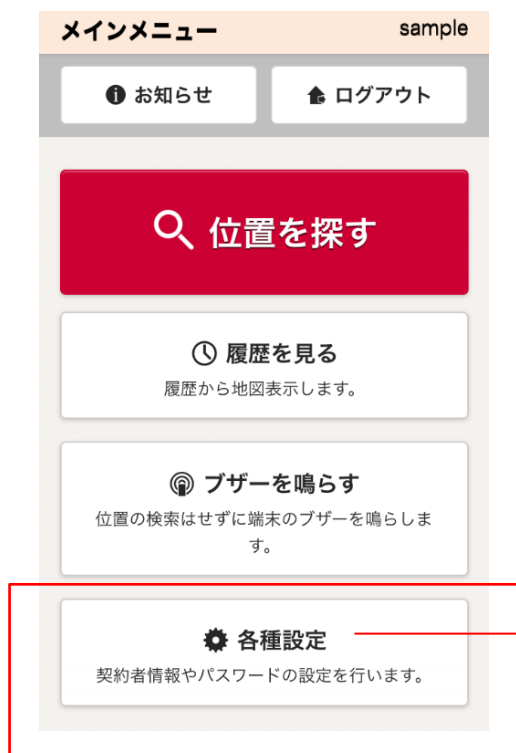 メインメニュー sample
お知らせ ログアウト
位置を探す
履歴を見る
履歴から地図表示します。
ブザーを鳴らす
位置の検索はせずに端末のブザーを鳴らしま
す。
各種設定
契約者情報やパスワードの設定を行います。